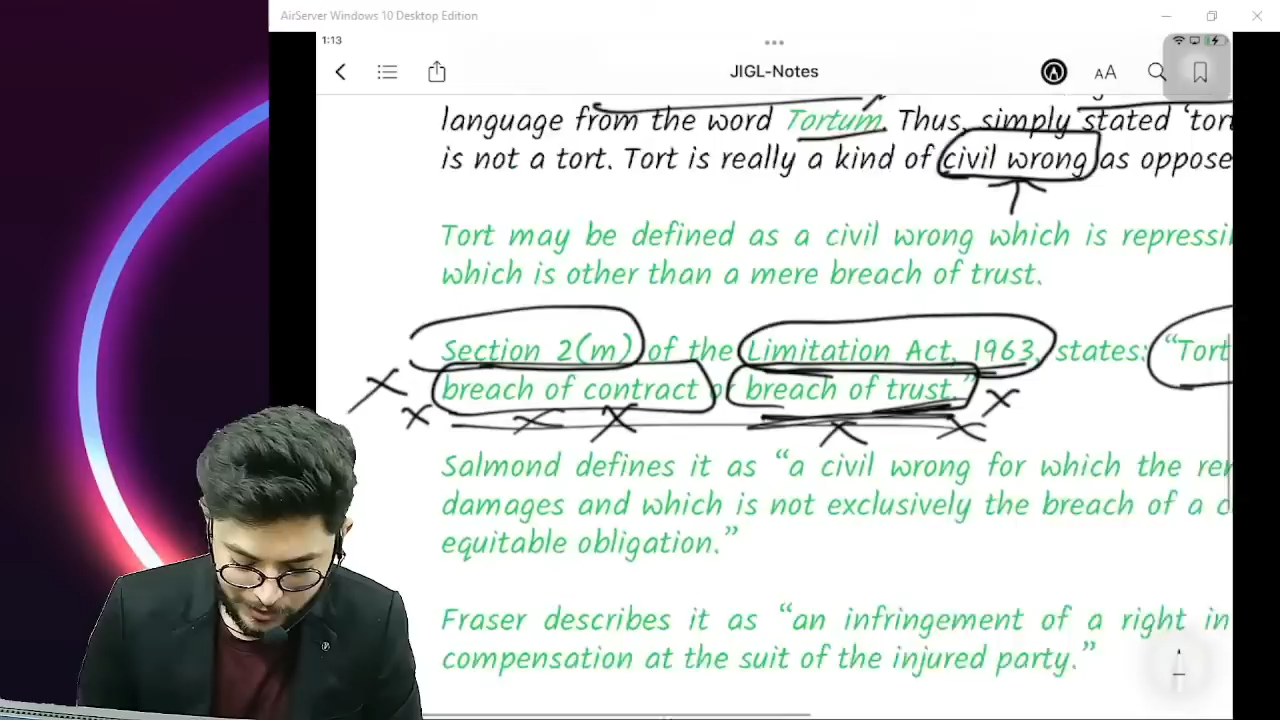 AirServer Windows 10 Desktop Edition
1:13
JIGL-Notes
AA
language from the word Tortum. Thus, simply stated ‘tor
is not a tort. Tort is really a kind of civil wrong as oppose
Tort may be defined as a civil wrong which is repressi
which is other than a mere breach of trust.
Section 2(m) of the Limitation Act, 1963, states: “Tort
breach of contract or breach of trust.”
Salmond defines it as “a civil wrong for which the re
damages and which is not exclusively the breach of a c
equitable obligation.”
Fraser describes it as “an infringement of a right in
compensation at the suit of the injured party.”